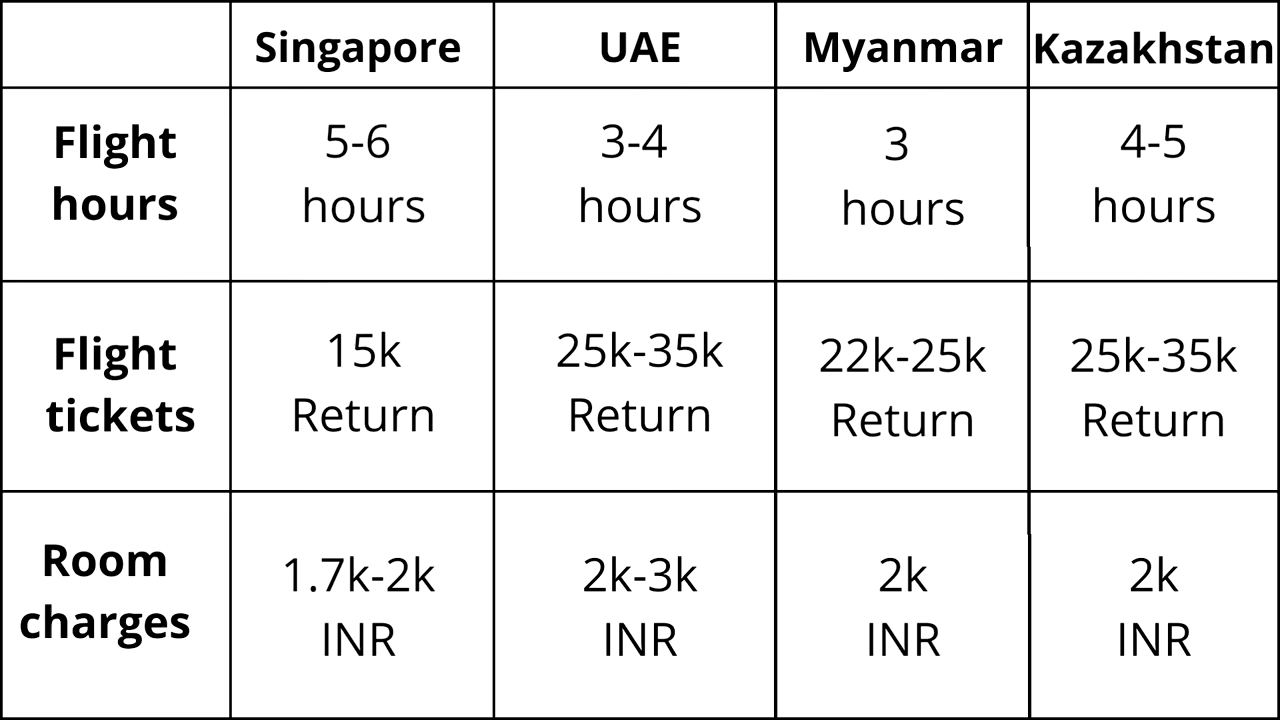 Singapore
UAE
Myanmar
Kazakhstan
Flight
hours
5-6
hours
3-4
hours
3
hours
4-5
hours
Flight
tickets
15k
Return
25k-35k
Return
22k-25k
Return
25k-35k
Return
Room
charges
1.7k-2k
INR
2k-3k
INR
2k
INR
2k
INR